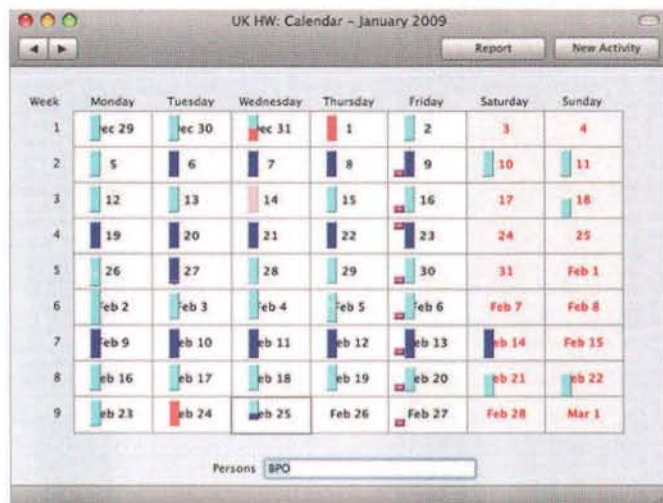 UK HW: Calendar – January 2009
Report New Activity
Week Monday Tuesday Wednesday Thursday Friday Saturday Sunday
1 ec 29 ec 30 ec 31 1 2 3 4
2 5 6 7 8 9 10 11
3 12 13 14 15 16 17 18
4 19 20 21 22 23 24 25
5 26 27 28 29 30 31 Feb 1
6 Feb 2 Feb 3 Feb 4 Feb 5 Feb 6 Feb 7 Feb 8
7 Feb 9 eb 10 eb 11 eb 12 eb 13 eb 14 Feb 15
8 eb 16 eb 17 eb 18 eb 19 eb 20 eb 21 eb 22
9 eb 23 eb 24 eb 25 Feb 26 Feb 27 Feb 28 Mar 1
Persons BPO